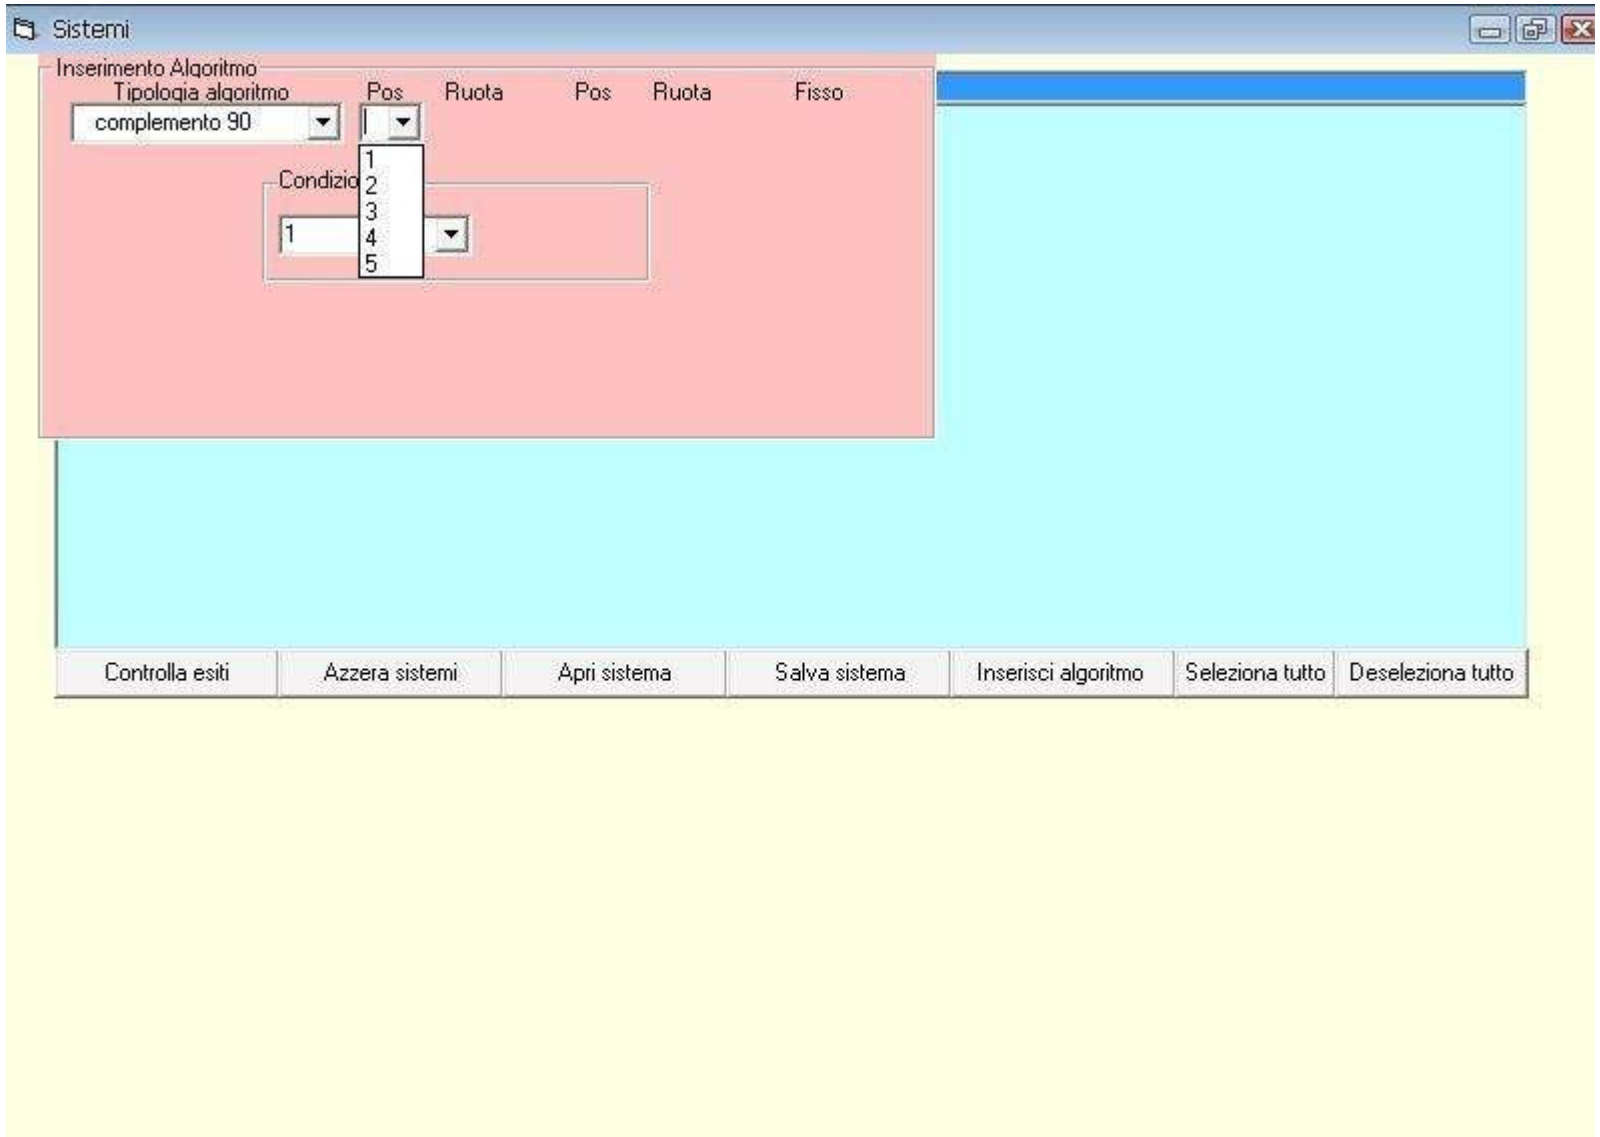 Sistemi
Inserimento Algoritmo
Tipologia algoritmo Pos Ruota Pos Ruota Fisso
complemento 90
1
2
3
4
5
Condizio
1
Controlla esiti Azzera sistemi Apri sistema Salva sistema Inserisci algoritmo Seleziona tutto Deseleziona tutto